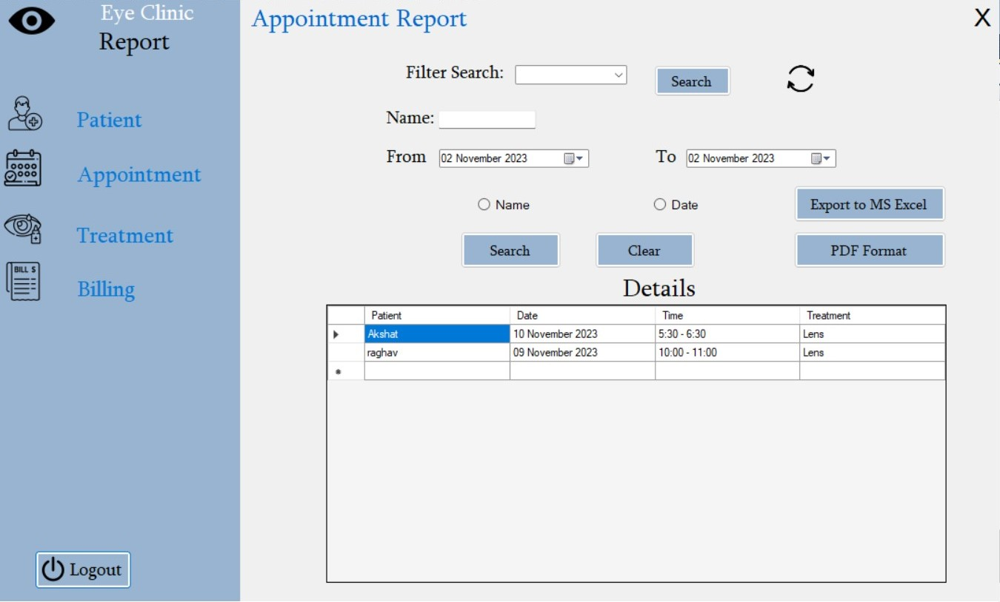 Eye Clinic
Report
Appointment Report
X
Filter Search:
Search
Name:
From 02 November 2023 To 02 November 2023
Name Date Export to MS Excel
Search Clear PDF Format
Patient
Appointment
Treatment
BILL $
Billing
Details
Patient Date Time Treatment
Akshat 10 November 2023 5:30 - 6:30 Lens
raghav 09 November 2023 10:00 - 11:00 Lens
Logout